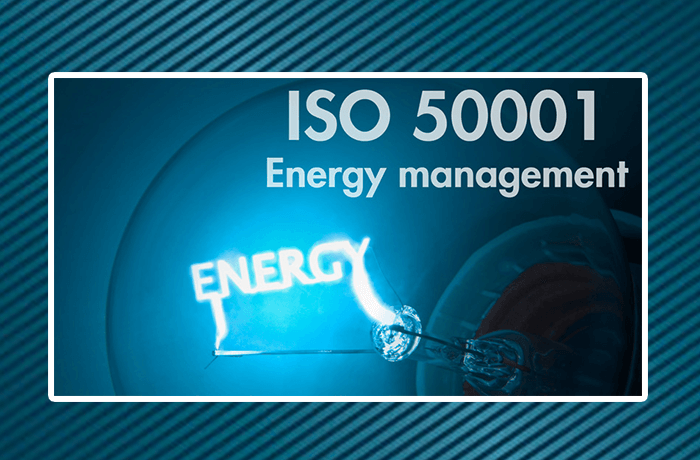 ISO 50001
Energy management
ENERGY